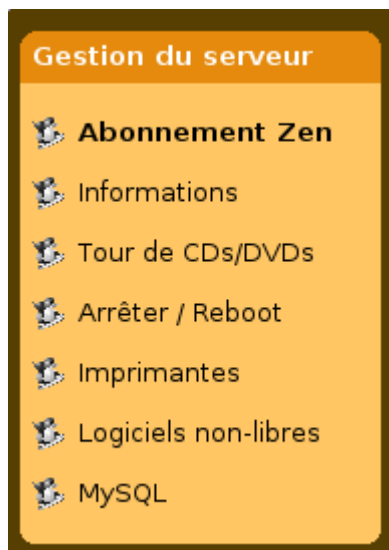 Gestion du serveur
Abonnement Zen
Informations
Tour de CDs/DVDs
Arrêter / Reboot
Imprimantes
Logiciels non-libres
MySQL